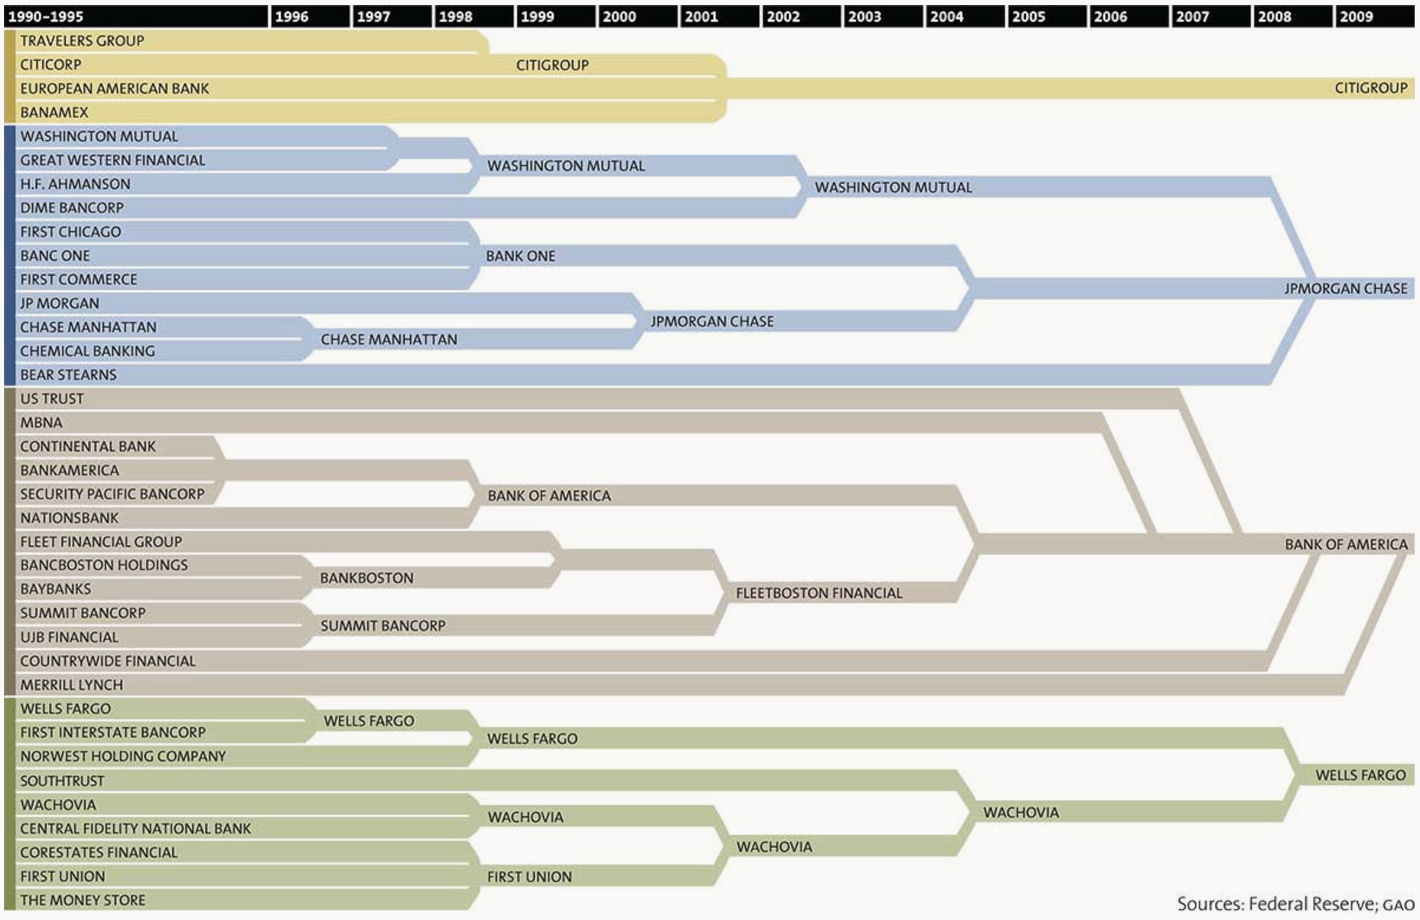 1990–1995 1996 1997 1998 1999 2000 2001 2002 2003 2004 2005 2006 2007 2008 2009
TRAVELERS GROUP
CITICORP CITIGROUP
EUROPEAN AMERICAN BANK CITIGROUP
BANAMEX
WASHINGTON MUTUAL
GREAT WESTERN FINANCIAL
WASHINGTON MUTUAL
H.F. AHMANSON
WASHINGTON MUTUAL
DIME BANCORP
FIRST CHICAGO
BANC ONE BANK ONE
FIRST COMMERCE
JPMORGAN CHASE
JP MORGAN
JPMORGAN CHASE
CHASE MANHATTAN
CHASE MANHATTAN
CHEMICAL BANKING
BEAR STEARNS
US TRUST
MBNA
CONTINENTAL BANK
BANKAMERICA
SECURITY PACIFIC BANCORP BANK OF AMERICA
NATIONSBANK
FLEET FINANCIAL GROUP BANK OF AMERICA
BANCBOSTON HOLDINGS
BANKBOSTON
BAYBANKS FLEETBOSTON FINANCIAL
SUMMIT BANCORP
SUMMIT BANCORP
UJB FINANCIAL
COUNTRYWIDE FINANCIAL
MERRILL LYNCH
WELLS FARGO
WELLS FARGO
FIRST INTERSTATE BANCORP
WELLS FARGO
NORWEST HOLDING COMPANY
WELLS FARGO
SOUTHTRUST
WACHOVIA
WACHOVIA
WACHOVIA
CENTRAL FIDELITY NATIONAL BANK
WACHOVIA
CORESTATES FINANCIAL
FIRST UNION FIRST UNION
THE MONEY STORE
Sources: Federal Reserve; GAO